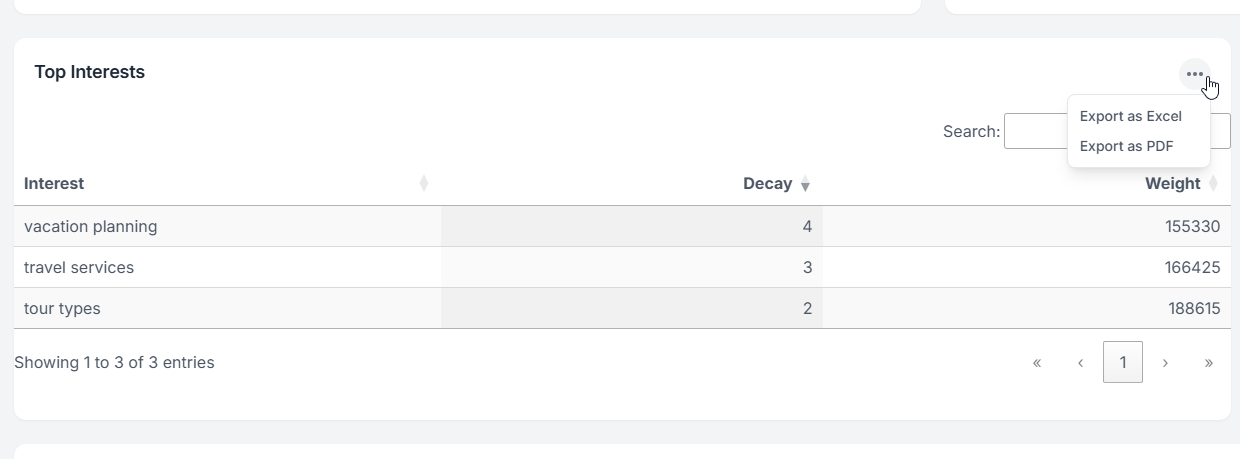 Top Interests
Export as Excel
Search:
Export as PDF
Interest Decay Weight
vacation planning 4 155330
travel services 3 166425
tour types 2 188615
Showing 1 to 3 of 3 entries « ‹ 1 › »